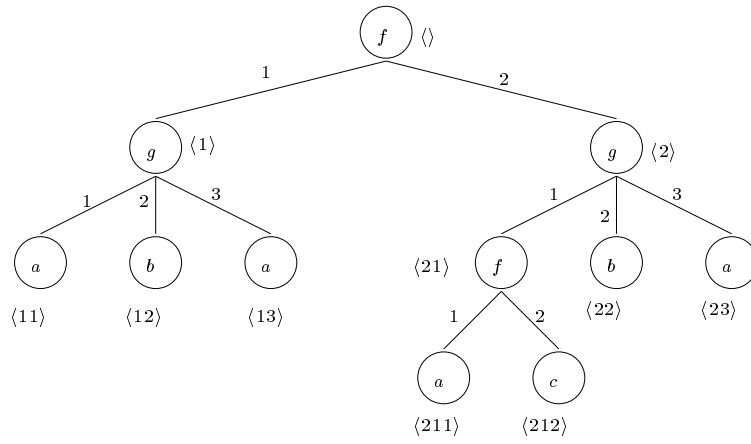 f ⟨⟩
1 2
g ⟨1⟩ g ⟨2⟩
1 2 3 1 2 3
a b a ⟨21⟩ f b a
⟨11⟩ ⟨12⟩ ⟨13⟩ 1 2 ⟨22⟩ ⟨23⟩
a c
⟨211⟩ ⟨212⟩